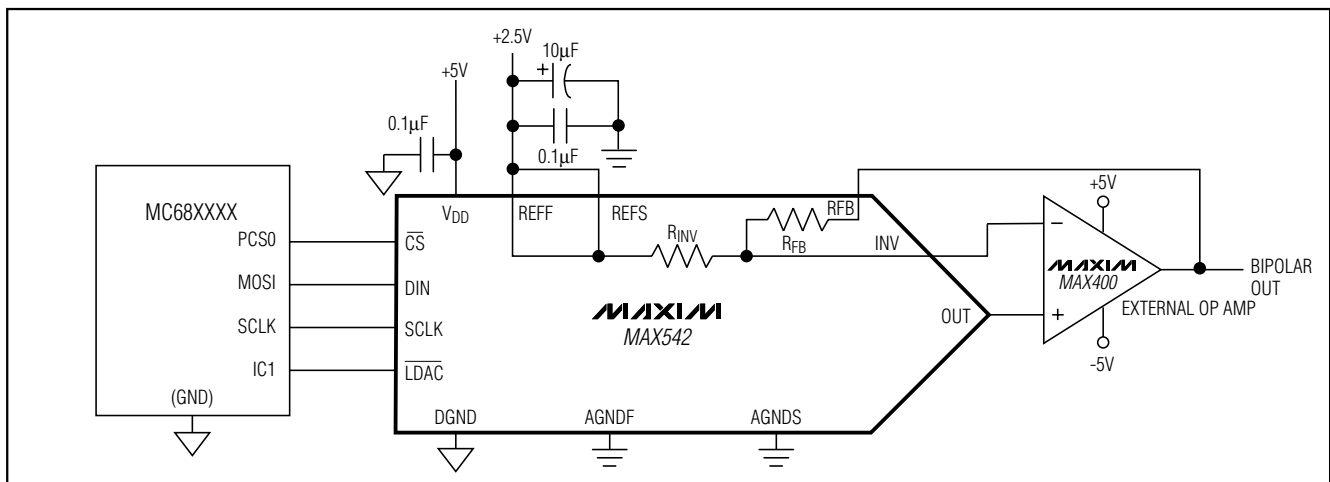 +2.5V
10µF
+
+5V
0.1µF
0.1µF
MC68XXXX
VDD
REFF
REFS
RFB
+5V
PCS0
CS
RINV
RFB
INV
−
MOSI
DIN
MAXIM
MAX400
BIPOLAR
OUT
EXTERNAL OP AMP
SCLK
SCLK
MAXIM
MAX542
OUT
+
IC1
LDAC
-5V
(GND)
DGND
AGNDF
AGNDS